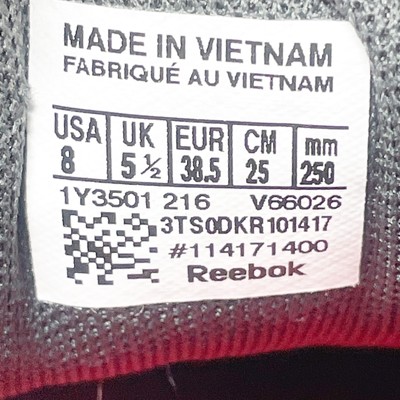 MADE IN VIETNAM
FABRIQUÉ AU VIETNAM
USA UK EUR CM mm
8 5 ½ 38.5 25 250
1Y3501 216 V66026
3TS0DKR101417
#114171400
Reebok